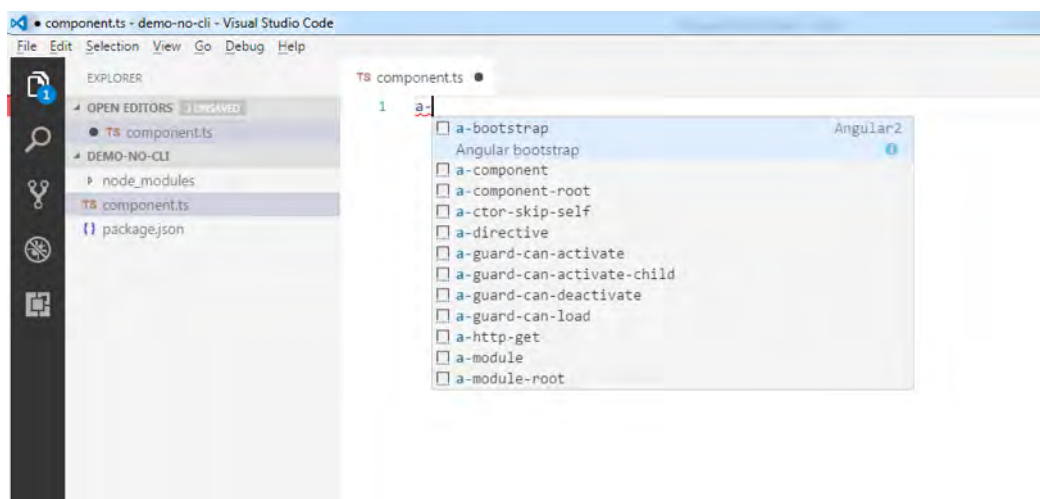 component.ts - demo-no-cli - Visual Studio Code
File Edit Selection View Go Debug Help
EXPLORER
OPEN EDITORS 1 UNSAVED
TS component.ts
DEMO-NO-CLI
node_modules
TS component.ts
{} package.json
1
TS component.ts
1 a-
a-bootstrap Angular2
Angular bootstrap
a-component
a-component-root
a-ctor-skip-self
a-directive
a-guard-can-activate
a-guard-can-activate-child
a-guard-can-deactivate
a-guard-can-load
a-http-get
a-module
a-module-root